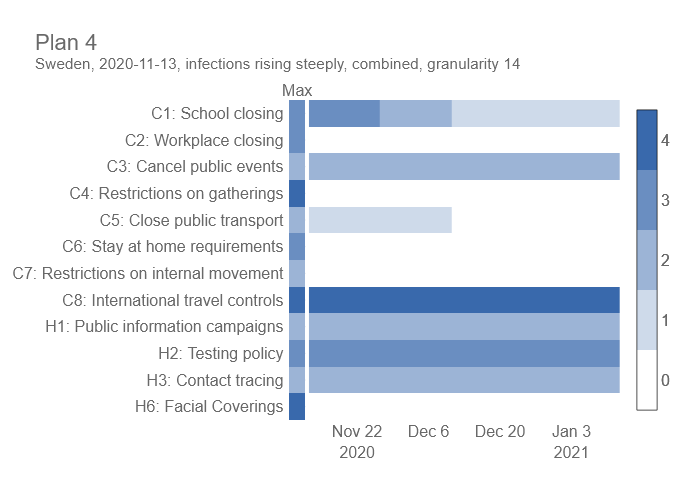 Plan 4
Sweden, 2020-11-13, infections rising steeply, combined, granularity 14
Max
C1: School closing
C2: Workplace closing
C3: Cancel public events
C4: Restrictions on gatherings
C5: Close public transport
C6: Stay at home requirements
C7: Restrictions on internal movement
C8: International travel controls
H1: Public information campaigns
H2: Testing policy
H3: Contact tracing
H6: Facial Coverings
4
3
2
1
0
Nov 22 Dec 6 Dec 20 Jan 3
2020 2021